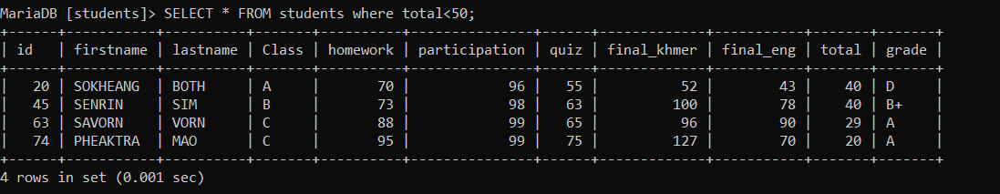 MariaDB [students]> SELECT * FROM students where total<50;
+------+-----------+----------+-------+----------+---------------+------+-------------+-----------+-------+-------+
| id   | firstname | lastname | Class | homework | participation | quiz | final_khmer | final_eng | total | grade |
+------+-----------+----------+-------+----------+---------------+------+-------------+-----------+-------+-------+
|   20 | SOKHEANG  | BOTH     | A     |       70 |            96 |   55 |          52 |        43 |    40 | D     |
|   45 | SENRIN    | SIM      | B     |       73 |            98 |   63 |         100 |        78 |    40 | B+    |
|   63 | SAVORN    | VORN     | C     |       88 |            99 |   65 |          96 |        90 |    29 | A     |
|   74 | PHEAKTRA  | MAO      | C     |       95 |            99 |   75 |         127 |        70 |    20 | A     |
+------+-----------+----------+-------+----------+---------------+------+-------------+-----------+-------+-------+
4 rows in set (0.001 sec)